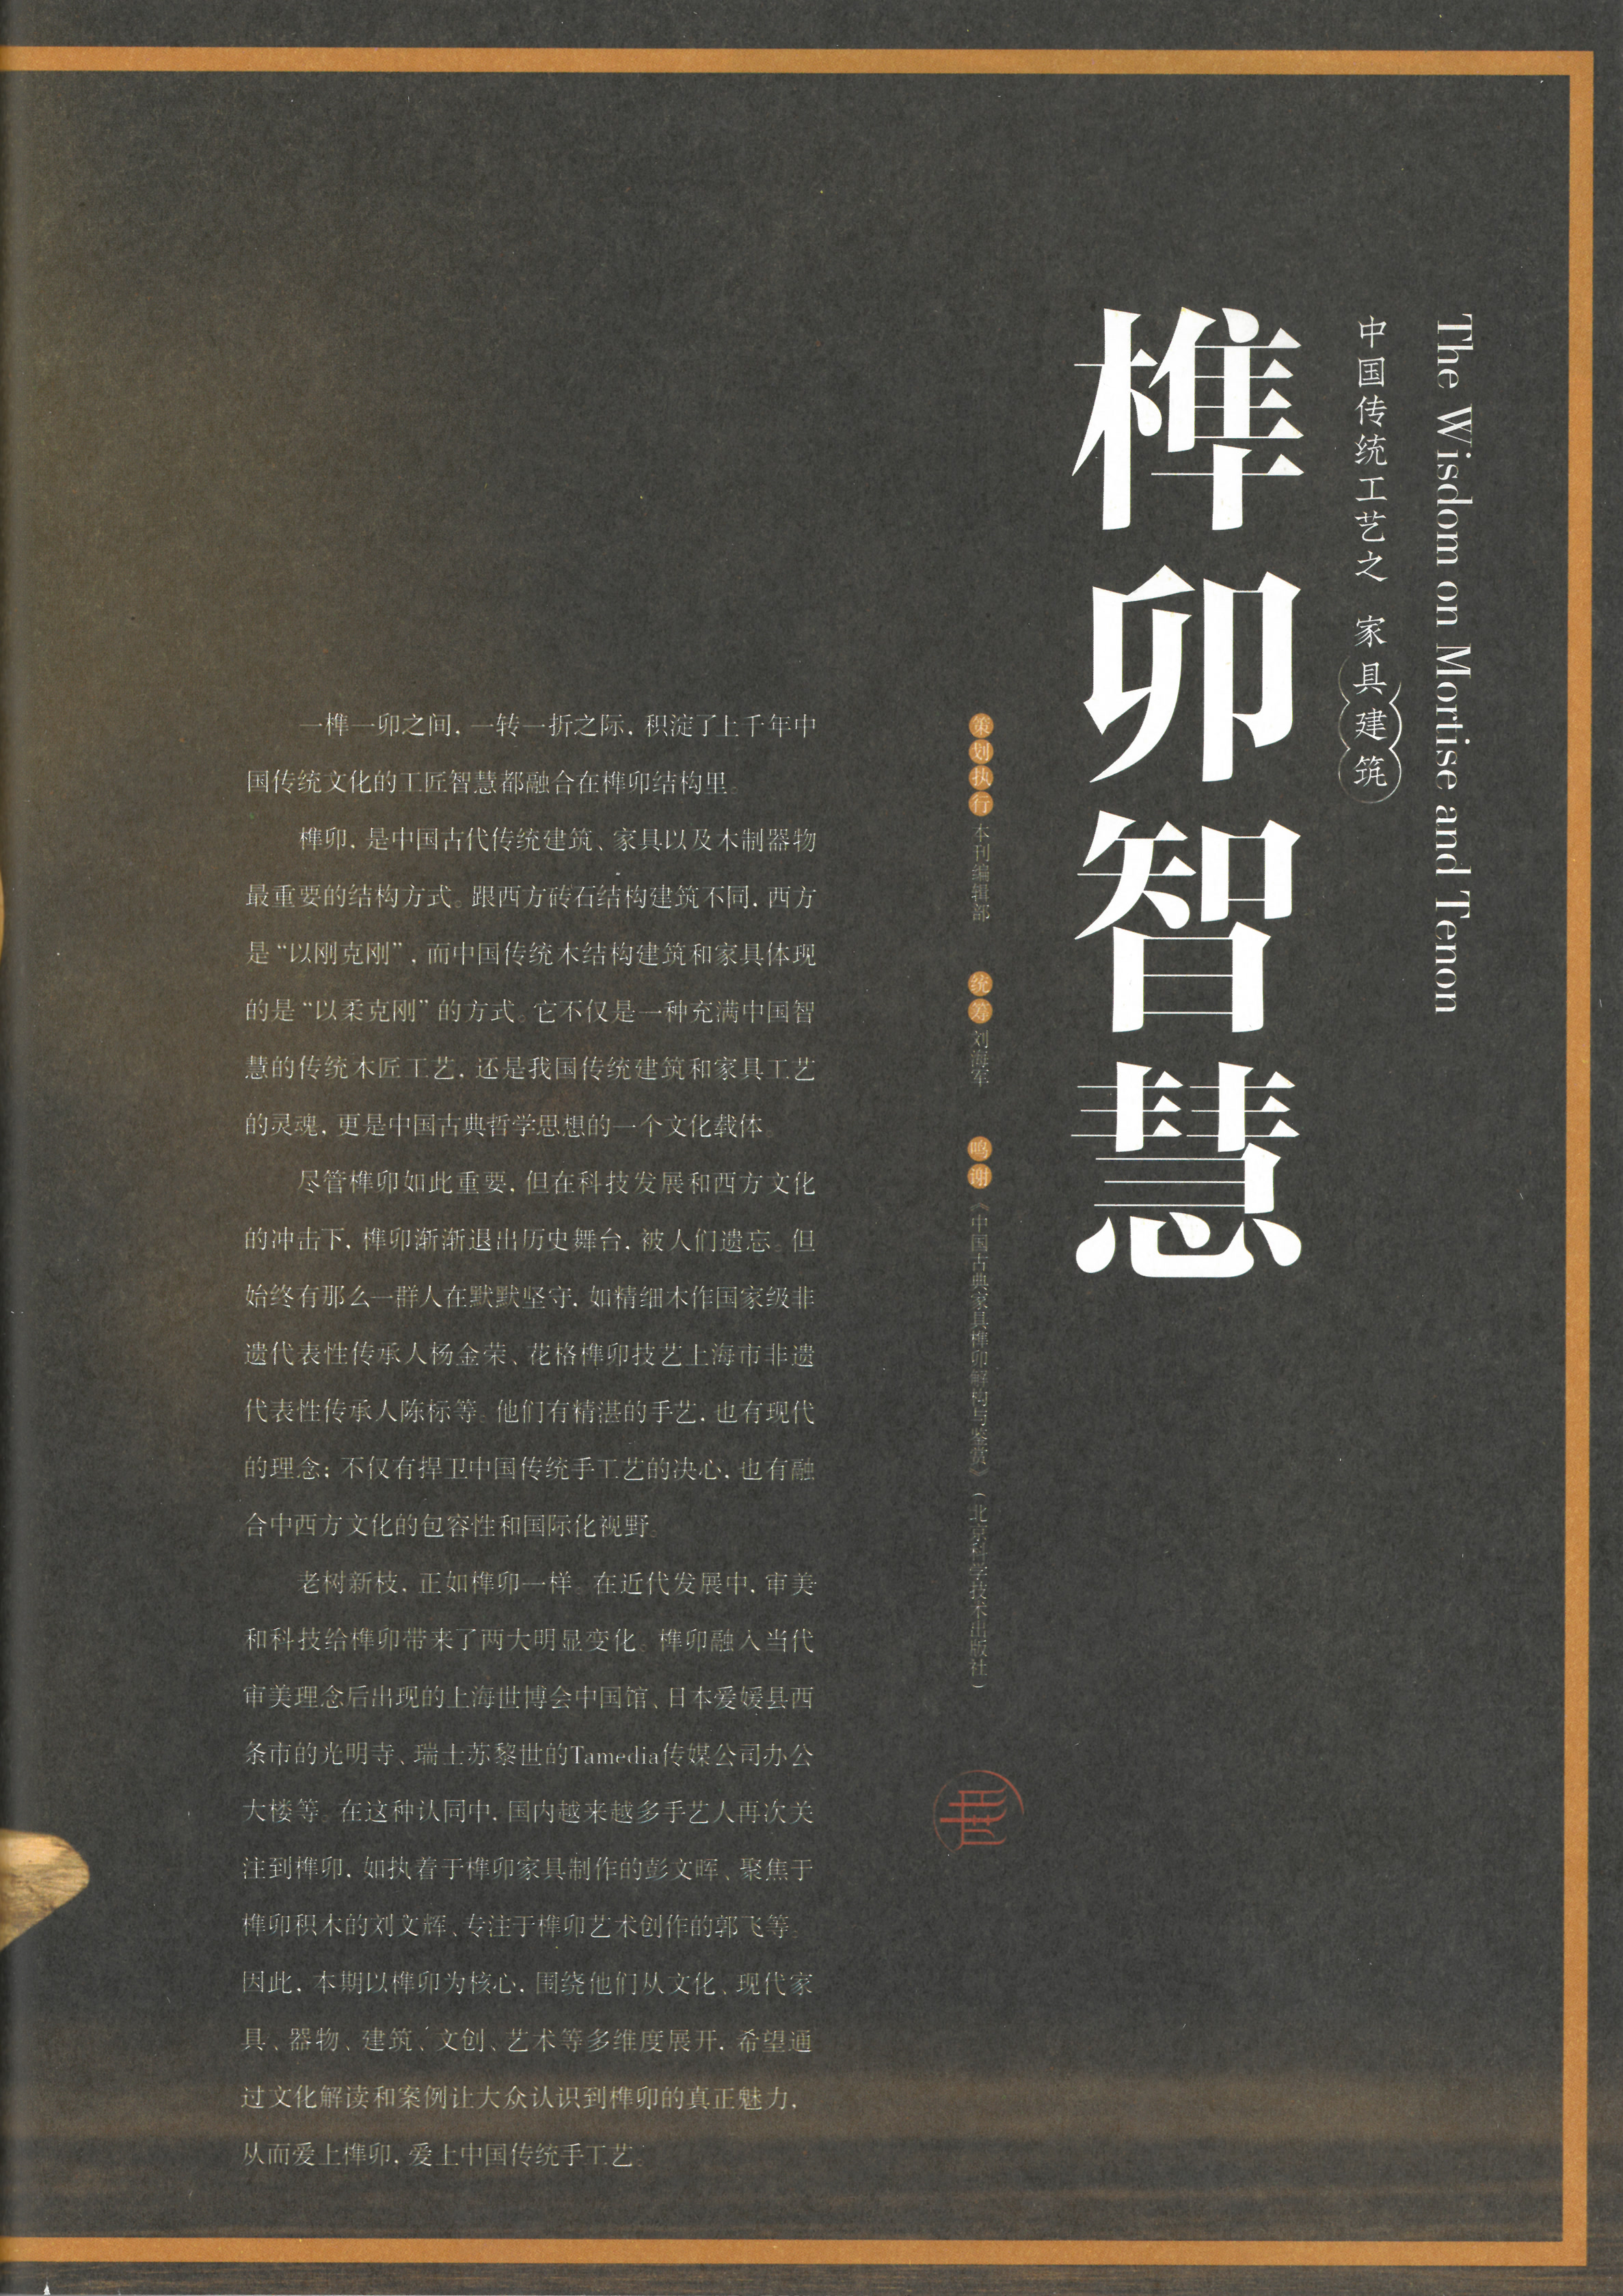 The Wisdom on Mortise and Tenon
中国传统工艺之 家具建筑
榫卯智慧
策划执行 本刊编辑部 统筹 刘海军 鸣谢 《中国古典家具榫卯解构与鉴赏》（北京科学技术出版社）
一榫一卯之间，一转一折之际，积淀了上千年中
国传统文化的工匠智慧都融合在榫卯结构里。
榫卯，是中国古代传统建筑、家具以及木制器物
最重要的结构方式。跟西方砖石结构建筑不同，西方
是“以刚克刚”，而中国传统木结构建筑和家具体现
的是“以柔克刚”的方式。它不仅是一种充满中国智
慧的传统木匠工艺，还是我国传统建筑和家具工艺
的灵魂，更是中国古典哲学思想的一个文化载体。
尽管榫卯如此重要，但在科技发展和西方文化
的冲击下，榫卯渐渐退出历史舞台，被人们遗忘。但
始终有那么一群人在默默坚守，如精细木作国家级非
遗代表性传承人杨金荣、花格榫卯技艺上海市非遗
代表性传承人陈标等。他们有精湛的手艺，也有现代
的理念；不仅有捍卫中国传统手工艺的决心，也有融
合中西方文化的包容性和国际化视野。
老树新枝，正如榫卯一样。在近代发展中，审美
和科技给榫卯带来了两大明显变化。榫卯融入当代
审美理念后出现的上海世博会中国馆、日本爱媛县西
条市的光明寺、瑞士苏黎世的Tamedia传媒公司办公
大楼等。在这种认同中，国内越来越多手艺人再次关
注到榫卯，如执着于榫卯家具制作的彭文晖、聚焦于
榫卯积木的刘文辉、专注于榫卯艺术创作的郭飞等。
因此，本期以榫卯为核心，围绕他们从文化、现代家
具、器物、建筑、文创、艺术等多维度展开，希望通
过文化解读和案例让大众认识到榫卯的真正魅力，
从而爱上榫卯，爱上中国传统手工艺。